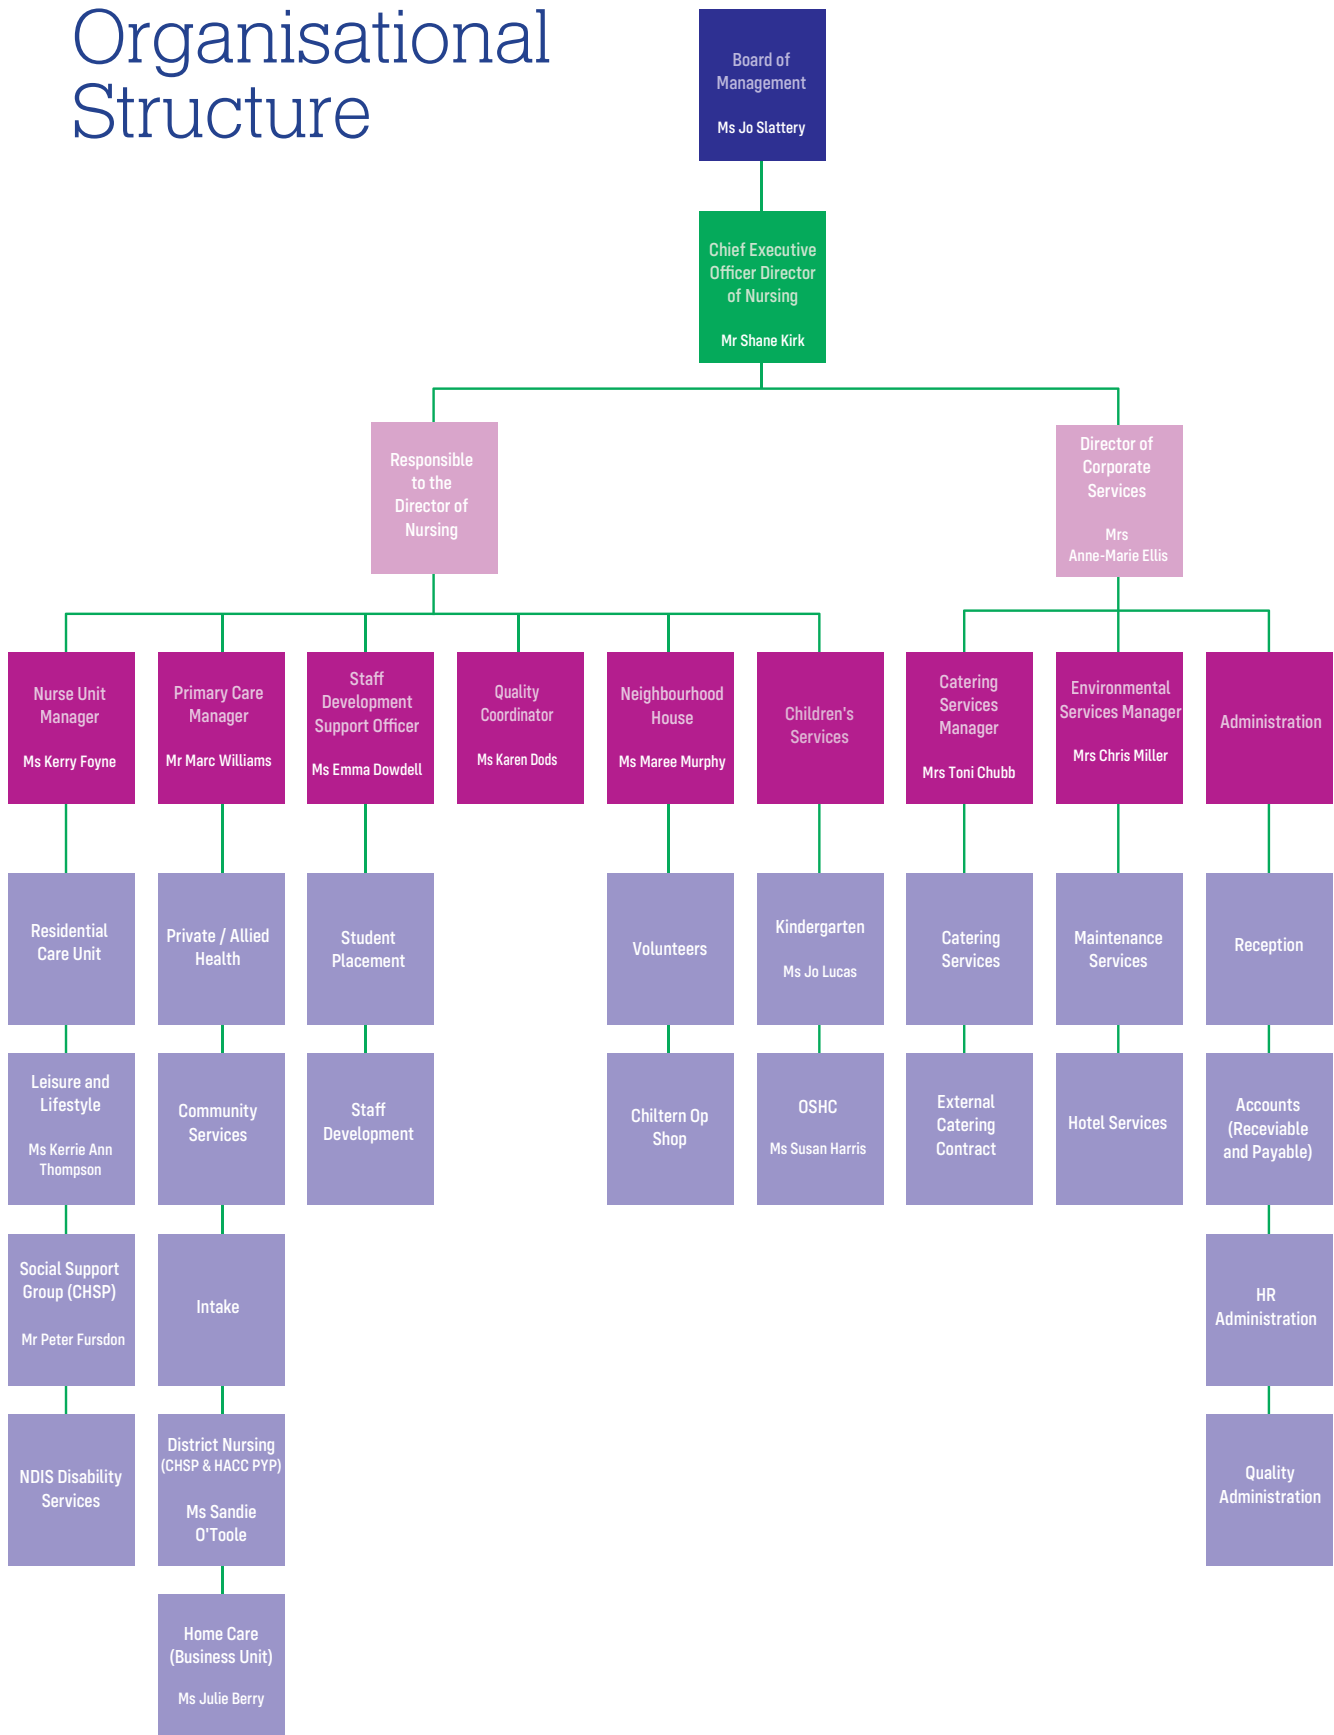 Organisational
Structure
Board of
Management
Ms Jo Slattery
Chief Executive
Officer Director
of Nursing
Mr Shane Kirk
Responsible
to the
Director of
Nursing
Director of
Corporate
Services
Mrs
Anne-Marie Ellis
Nurse Unit
Manager
Ms Kerry Foyne
Primary Care
Manager
Mr Marc Williams
Staff
Development
Support Officer
Ms Emma Dowdell
Quality
Coordinator
Ms Karen Dods
Neighbourhood
House
Ms Maree Murphy
Children's
Services
Catering
Services
Manager
Mrs Toni Chubb
Environmental
Services Manager
Mrs Chris Miller
Administration
Residential
Care Unit
Private / Allied
Health
Student
Placement
Volunteers
Kindergarten
Ms Jo Lucas
Catering
Services
Maintenance
Services
Reception
Leisure and
Lifestyle
Ms Kerrie Ann
Thompson
Community
Services
Staff
Development
Chiltern Op
Shop
OSHC
Ms Susan Harris
External
Catering
Contract
Hotel Services
Accounts
(Receviable
and Payable)
Social Support
Group (CHSP)
Mr Peter Fursdon
Intake
HR
Administration
NDIS Disability
Services
District Nursing
(CHSP & HACC PYP)
Ms Sandie
O'Toole
Quality
Administration
Home Care
(Business Unit)
Ms Julie Berry